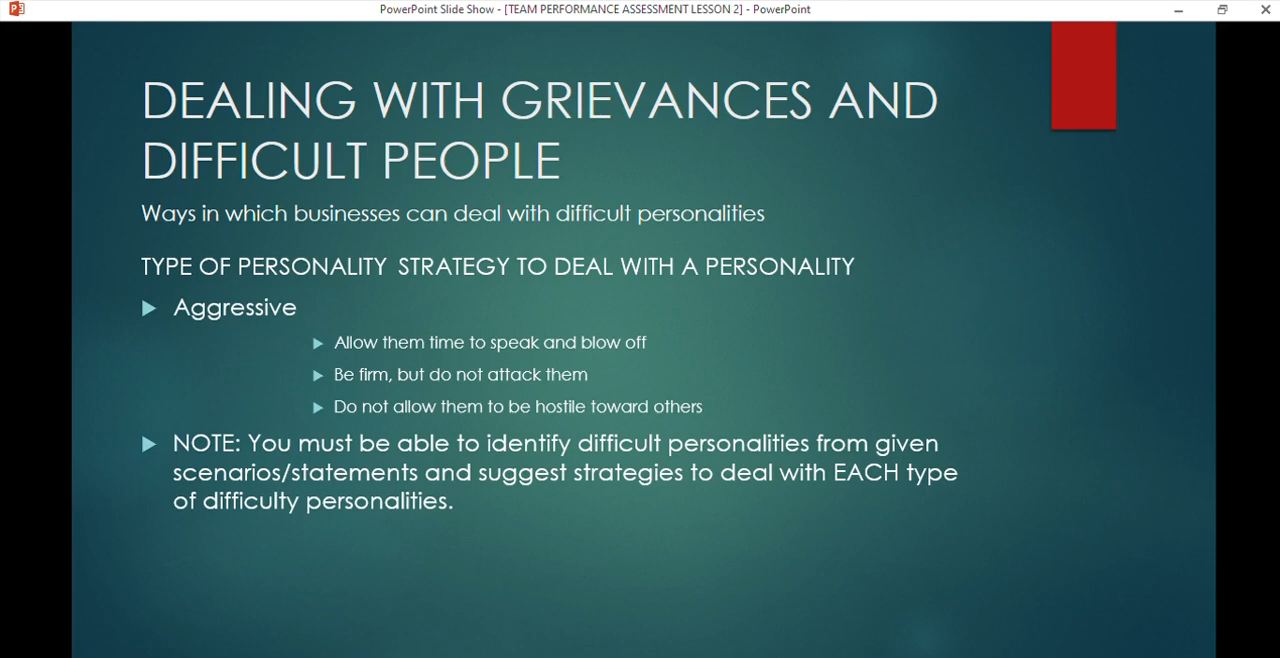 PowerPoint Slide Show - [TEAM PERFORMANCE ASSESSMENT LESSON 2] - PowerPoint
DEALING WITH GRIEVANCES AND
DIFFICULT PEOPLE
Ways in which businesses can deal with difficult personalities
TYPE OF PERSONALITY STRATEGY TO DEAL WITH A PERSONALITY
Aggressive
Allow them time to speak and blow off
Be firm, but do not attack them
Do not allow them to be hostile toward others
NOTE: You must be able to identify difficult personalities from given
scenarios/statements and suggest strategies to deal with EACH type
of difficulty personalities.